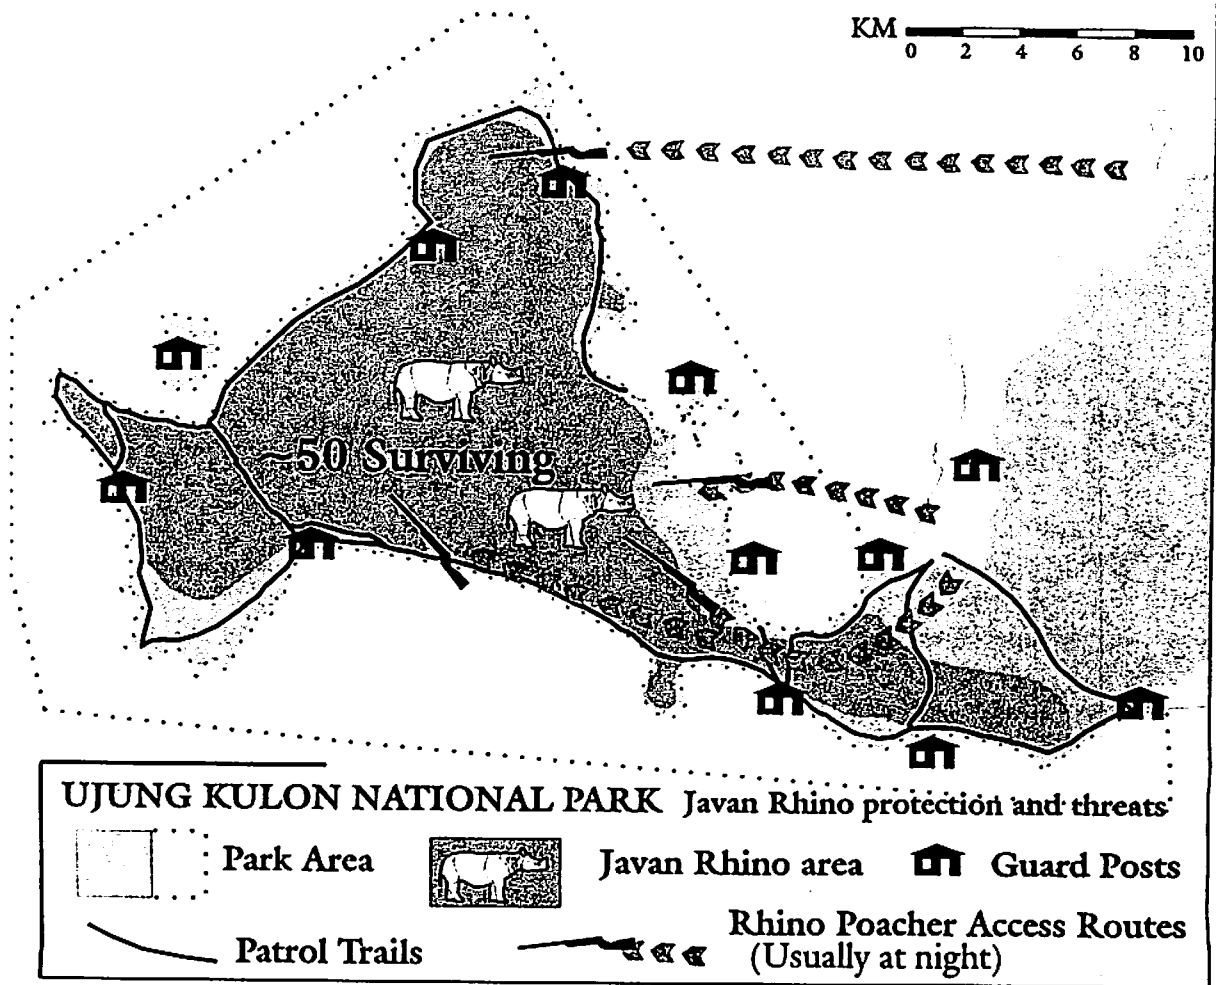 KM
0 2 4 6 8 10
~50 Surviving
UJUNG KULON NATIONAL PARK Javan Rhino protection and threats
Park Area
Javan Rhino area
Guard Posts
Patrol Trails
Rhino Poacher Access Routes
(Usually at night)